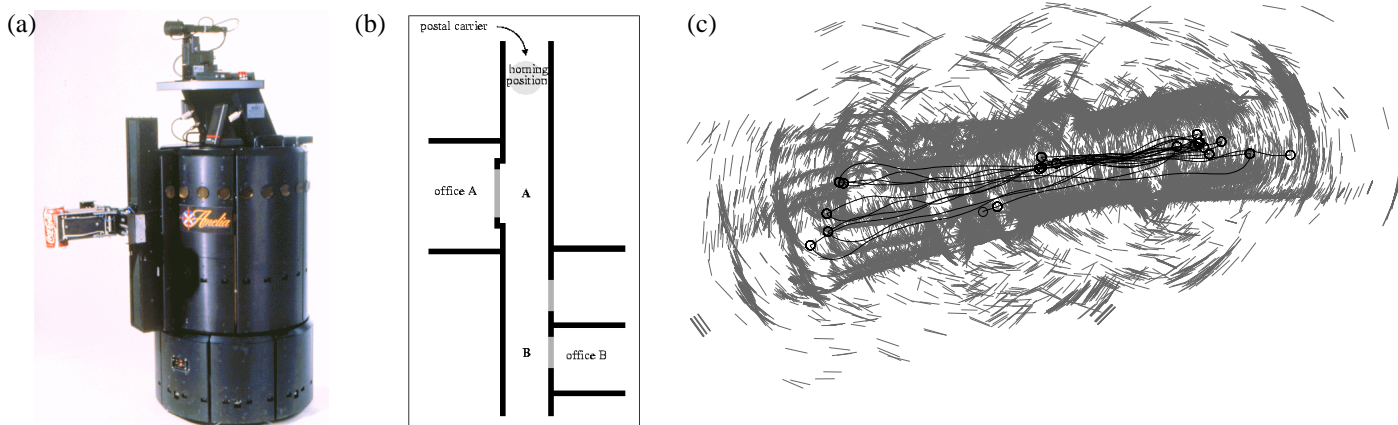 (a)
Amelia
(b)
postal carrier
homing
position
office A
A
B
office B
(c)